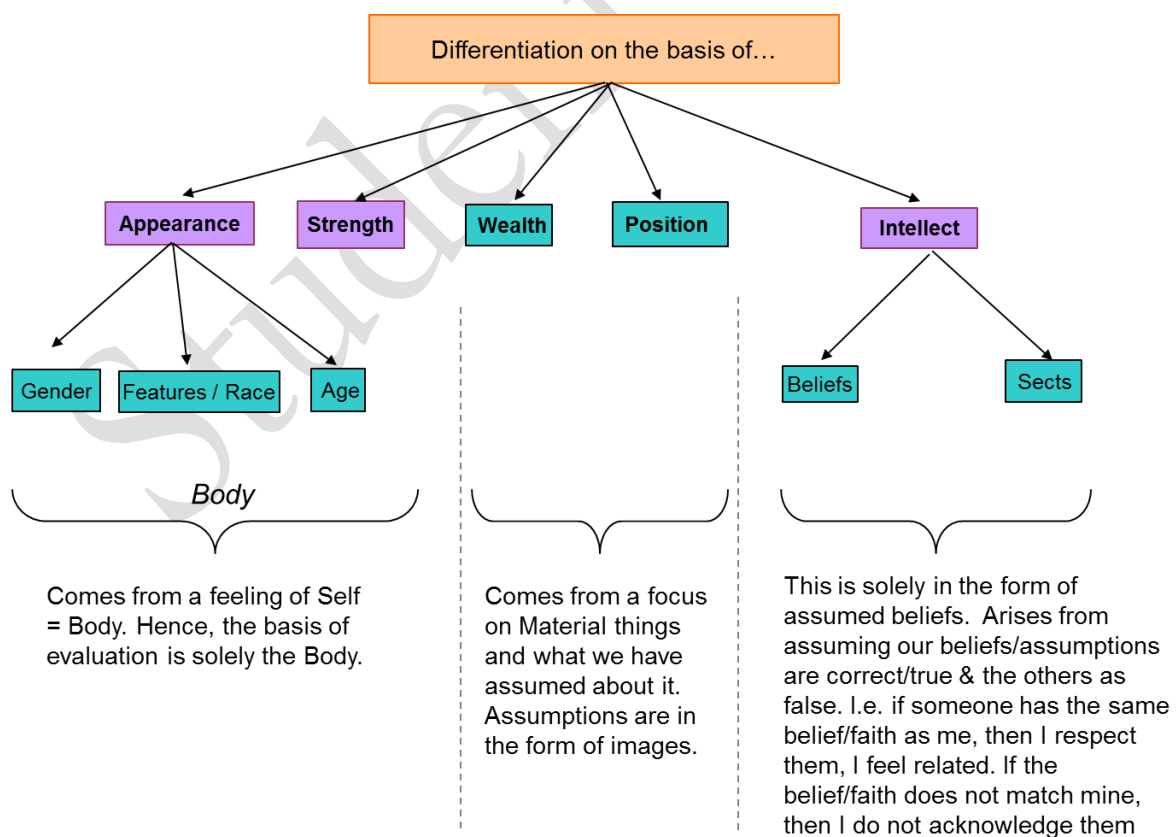 Differentiation on the basis of…
Appearance
Strength
Wealth
Position
Intellect
Gender
Features / Race
Age
Beliefs
Sects
Body
Comes from a feeling of Self
= Body. Hence, the basis of
evaluation is solely the Body.
Comes from a focus
on Material things
and what we have
assumed about it.
Assumptions are in
the form of images.
This is solely in the form of
assumed beliefs.  Arises from
assuming our beliefs/assumptions
are correct/true & the others as
false. I.e. if someone has the same
belief/faith as me, then I respect
them, I feel related. If the
belief/faith does not match mine,
then I do not acknowledge them